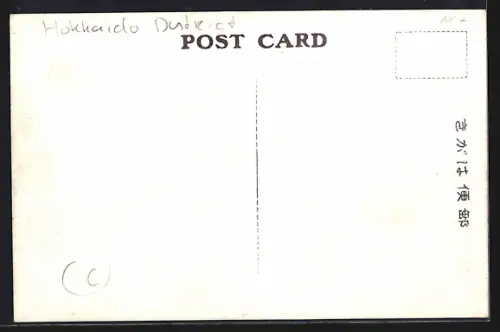 Hokkaido District
POST CARD
きがは便郵
(C)